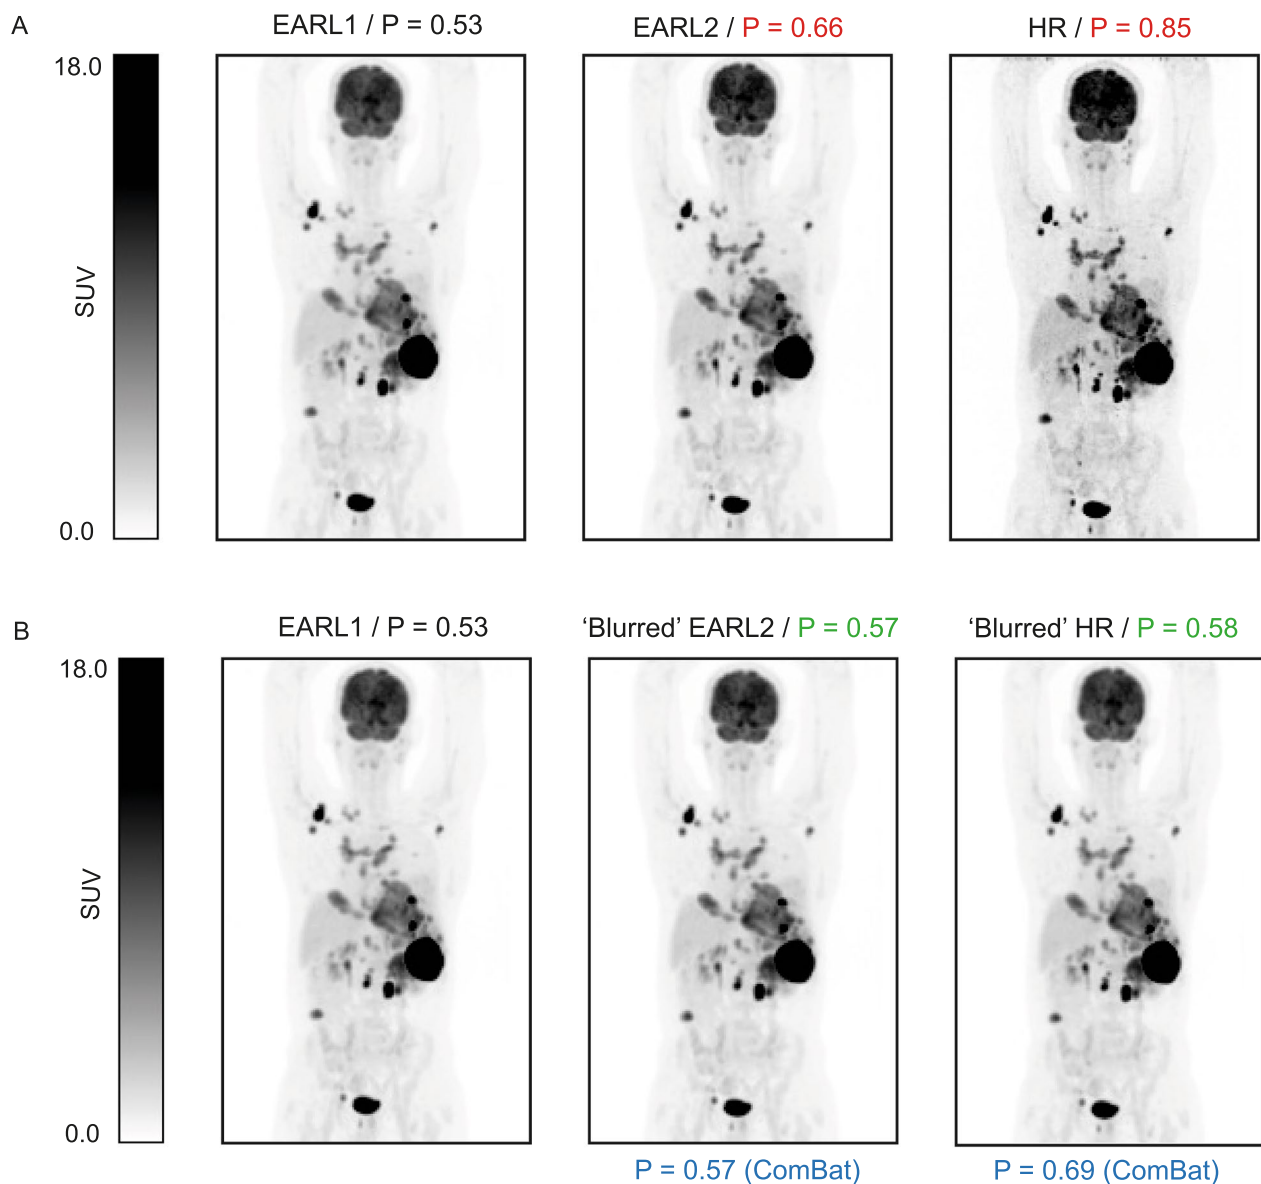 A
EARL1 / P = 0.53
EARL2 / P = 0.66
HR / P = 0.85
18.0
SUV
0.0
B
EARL1 / P = 0.53
‘Blurred’ EARL2 / P = 0.57
‘Blurred’ HR / P = 0.58
18.0
SUV
0.0
P = 0.57 (ComBat)
P = 0.69 (ComBat)